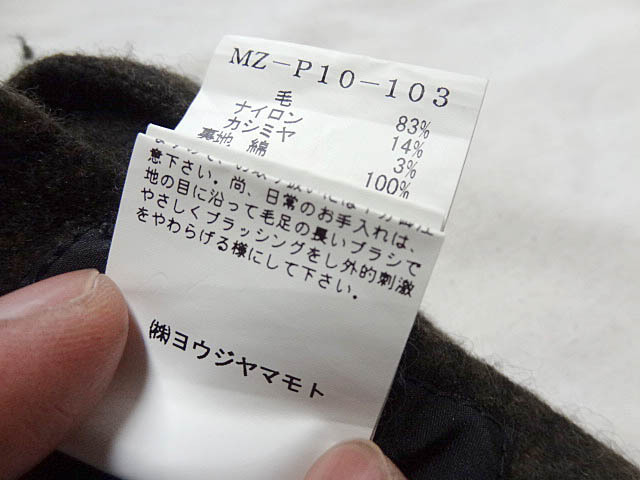 MZ-P10-103
毛 83%
ナイロン 14%
カシミヤ 3%
裏地 綿 100%
意下さい。尚、日常のお手入れは、
地の目に沿って毛足の長いブラシで
やさしくブラッシングをし外的刺激
をやわらげる様にして下さい。
㈱ヨウジヤマモト